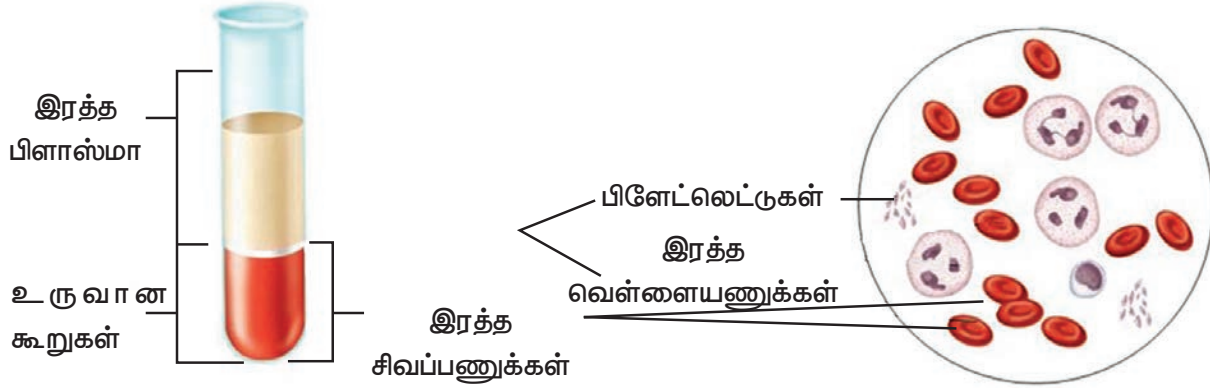 இரத்த
பிளாஸ்மா
உருவான
கூறுகள்
பிளேட்லெட்டுகள்
இரத்த
வெள்ளையணுக்கள்
இரத்த
சிவப்பணுக்கள்